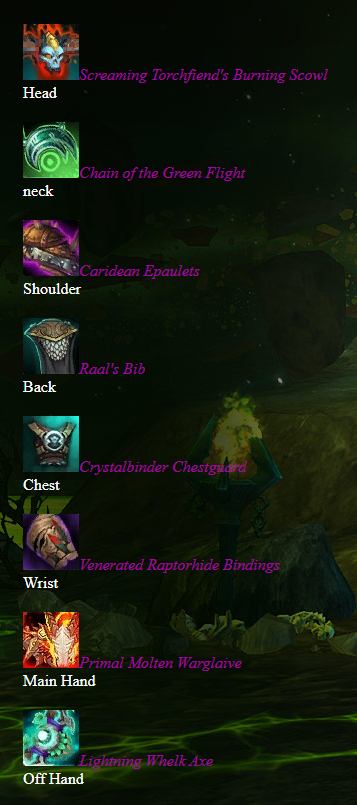 Screaming Torchfiend's Burning Scowl
Head
Chain of the Green Flight
neck
Caridean Epaulets
Shoulder
Raal's Bib
Back
Crystalbinder Chestguard
Chest
Venerated Raptorhide Bindings
Wrist
Primal Molten Warglaive
Main Hand
Lightning Whelk Axe
Off Hand